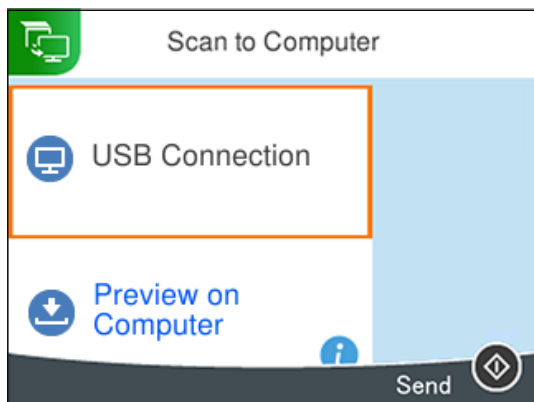 Scan to Computer
USB Connection
Preview on
Computer
i
Send